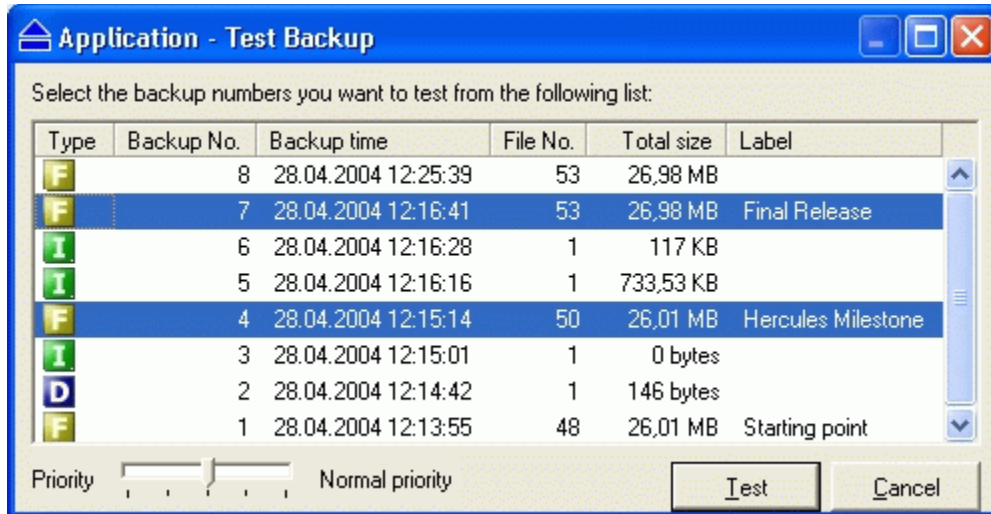 Application - Test Backup
Select the backup numbers you want to test from the following list:
Type Backup No. Backup time File No. Total size Label
F 8 28.04.2004 12:25:39 53 26,98 MB
F 7 28.04.2004 12:16:41 53 26,98 MB Final Release
I 6 28.04.2004 12:16:28 1 117 KB
I 5 28.04.2004 12:16:16 1 733,53 KB
F 4 28.04.2004 12:15:14 50 26,01 MB Hercules Milestone
I 3 28.04.2004 12:15:01 1 0 bytes
D 2 28.04.2004 12:14:42 1 146 bytes
F 1 28.04.2004 12:13:55 48 26,01 MB Starting point
Priority Normal priority Test Cancel